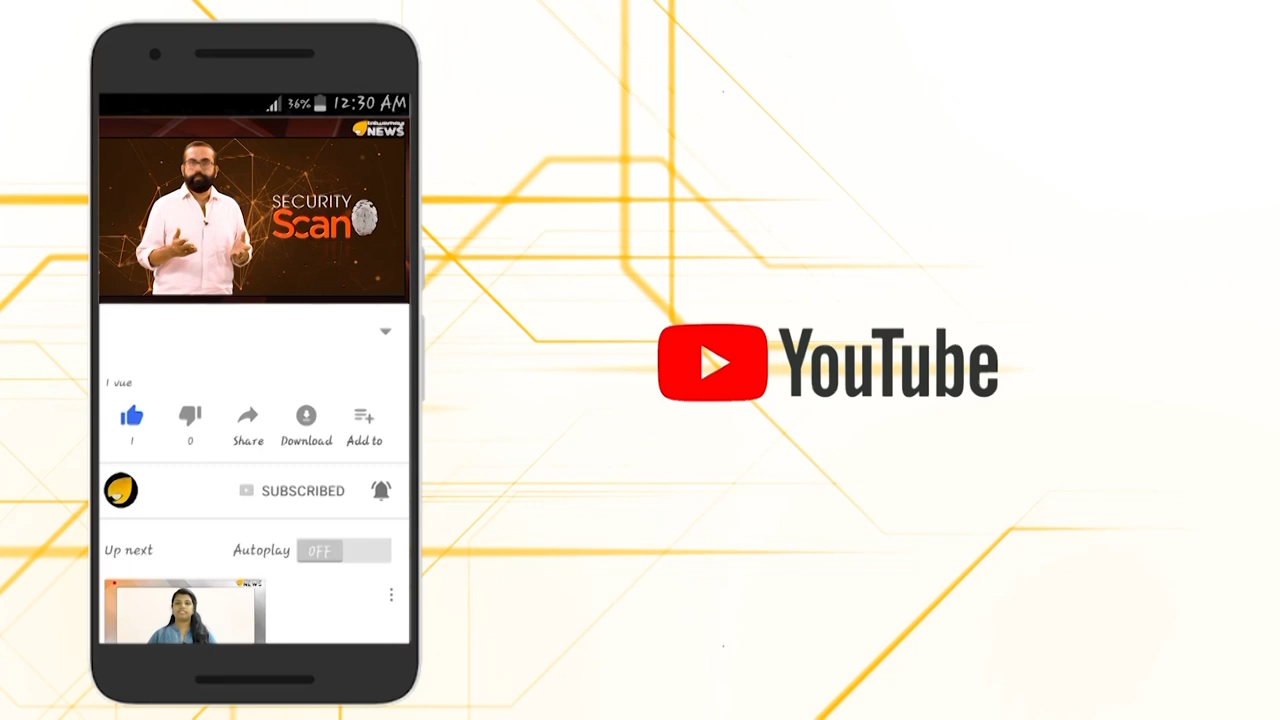 36% 12:30 AM
NEWS
SECURITY
Scan
1 vue
1 0 Share Download Add to
SUBSCRIBED
Up next Autoplay OFF
NEWS
YouTube